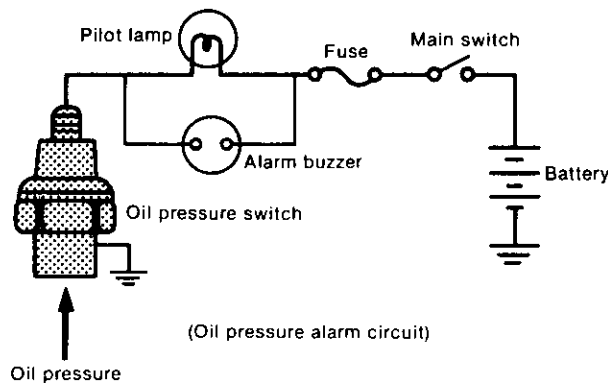 Pilot lamp
Fuse
Main switch
Alarm buzzer
Battery
Oil pressure switch
(Oil pressure alarm circuit)
Oil pressure